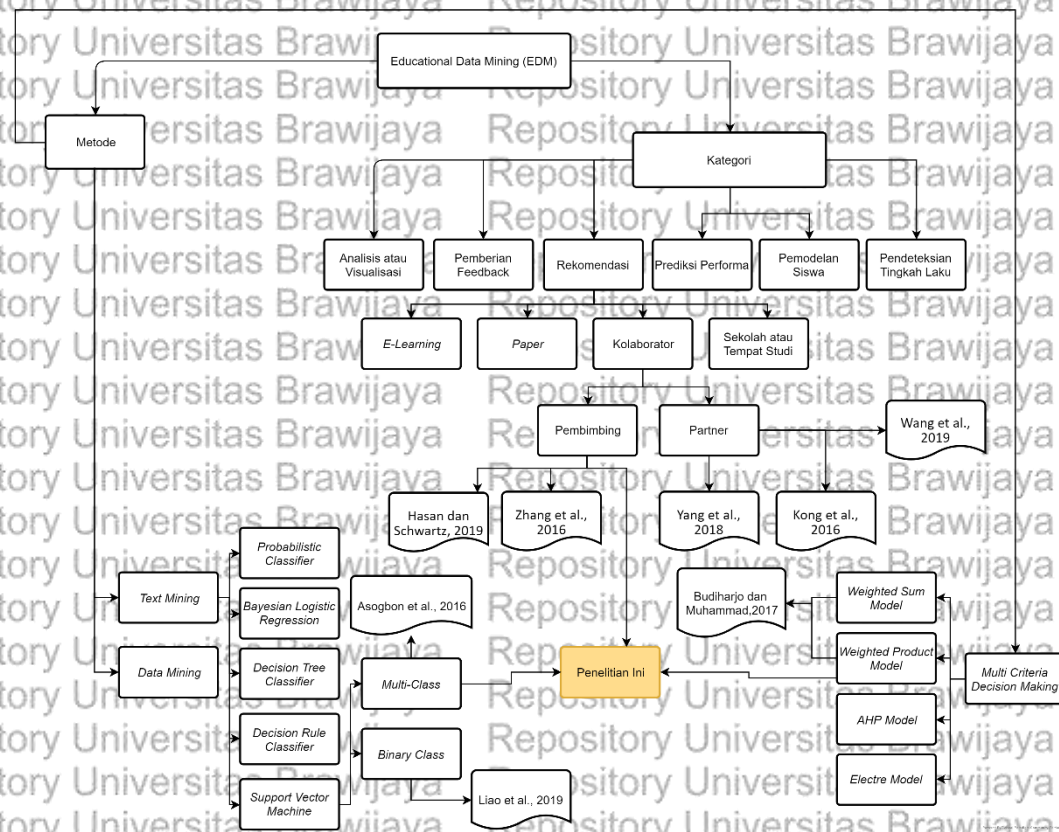 Repository Universitas Brawijaya
Educational Data Mining (EDM)
Metode
Kategori
Analisis atau
Visualisasi
Pemberian
Feedback
Rekomendasi
Prediksi Performa
Pemodelan
Siswa
Pendeteksian
Tingkah Laku
E-Learning
Paper
Kolaborator
Sekolah atau
Tempat Studi
Pembimbing
Partner
Wang et al.,
2019
Hasan dan
Schwartz, 2019
Zhang et al.,
2016
Yang et al.,
2018
Kong et al.,
2016
Probabilistic
Classifier
Text Mining
Bayesian Logistic
Regression
Asogbon et al., 2016
Budiharjo dan
Muhammad,2017
Weighted Sum
Model
Data Mining
Decision Tree
Classifier
Multi-Class
Penelitian Ini
Weighted Product
Model
Multi Criteria
Decision Making
Decision Rule
Classifier
Binary Class
AHP Model
Support Vector
Machine
Liao et al., 2019
Electre Model